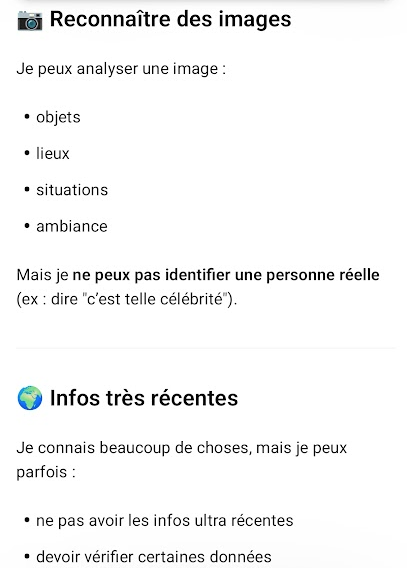 📷 Reconnaître des images
Je peux analyser une image :
• objets
• lieux
• situations
• ambiance
Mais je ne peux pas identifier une personne réelle
(ex : dire "c'est telle célébrité").
🌍 Infos très récentes
Je connais beaucoup de choses, mais je peux
parfois :
• ne pas avoir les infos ultra récentes
• devoir vérifier certaines données